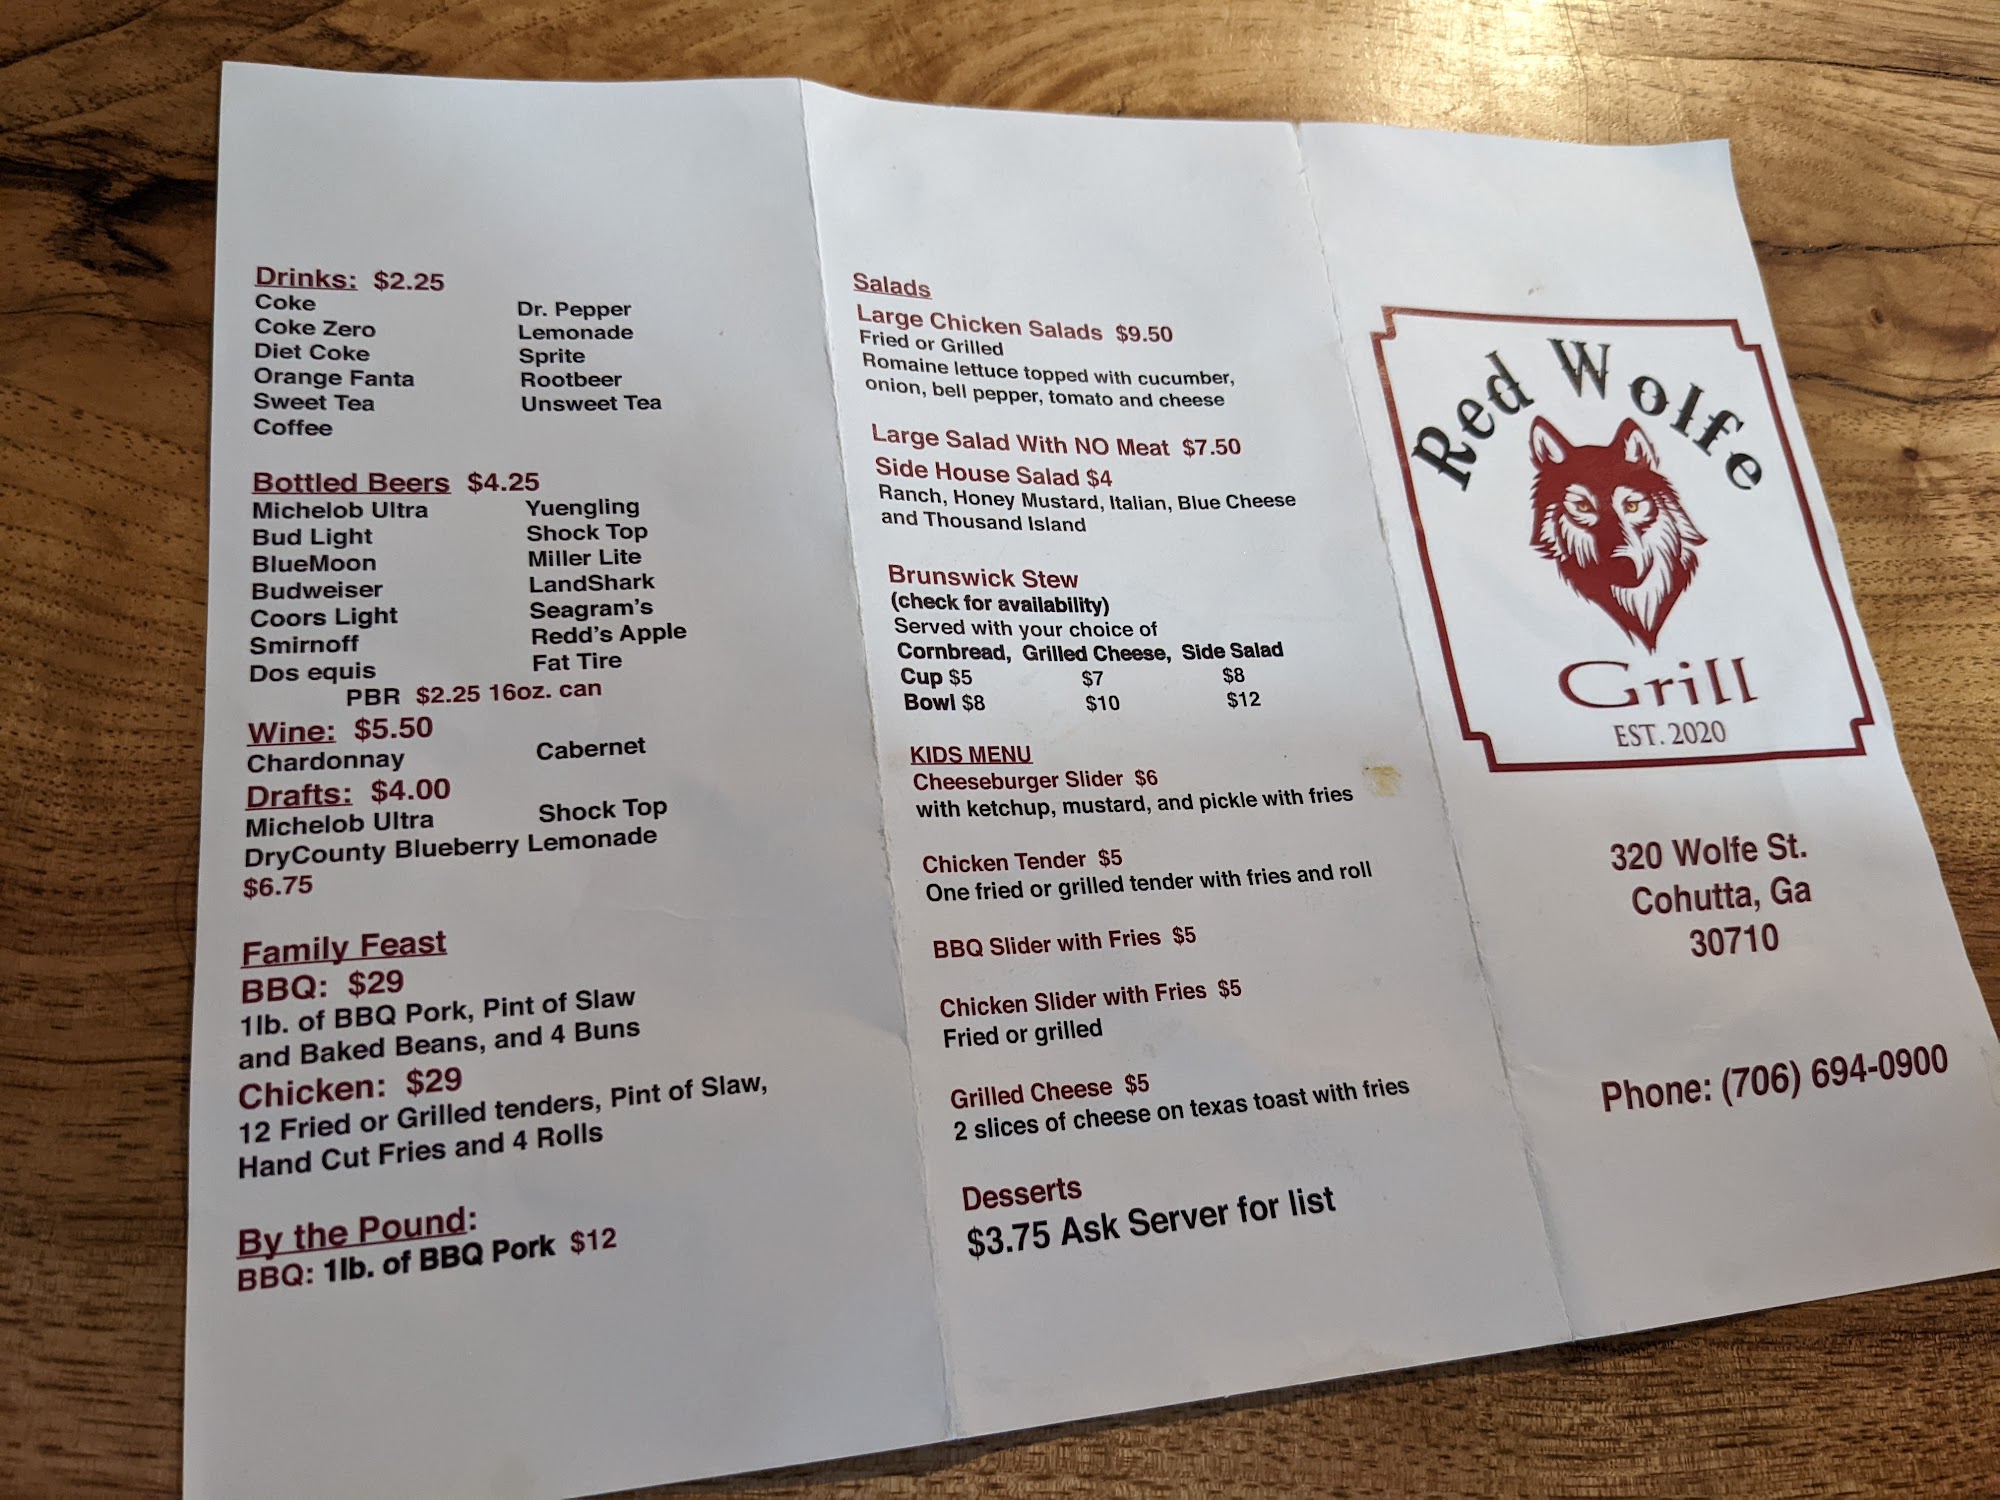 Drinks: $2.25
Coke
Dr. Pepper
Coke Zero
Lemonade
Diet Coke
Sprite
Orange Fanta
Rootbeer
Sweet Tea
Unsweet Tea
Coffee
Bottled Beers $4.25
Michelob Ultra
Yuengling
Bud Light
Shock Top
BlueMoon
Miller Lite
Budweiser
LandShark
Coors Light
Seagram's
Smirnoff
Redd's Apple
Dos equis
Fat Tire
PBR $2.25 16oz. can
Wine: $5.50
Chardonnay
Cabernet
Drafts: $4.00
Michelob Ultra
Shock Top
DryCounty Blueberry Lemonade
$6.75
Family Feast
BBQ: $29
1lb. of BBQ Pork, Pint of Slaw
and Baked Beans, and 4 Buns
Chicken: $29
12 Fried or Grilled tenders, Pint of Slaw,
Hand Cut Fries and 4 Rolls
By the Pound:
BBQ: 1lb. of BBQ Pork $12
Salads
Large Chicken Salads $9.50
Fried or Grilled
Romaine lettuce topped with cucumber,
onion, bell pepper, tomato and cheese
Large Salad With NO Meat $7.50
Side House Salad $4
Ranch, Honey Mustard, Italian, Blue Cheese
and Thousand Island
Brunswick Stew
(check for availability)
Served with your choice of
Cornbread, Grilled Cheese, Side Salad
Cup $5 $7 $8
Bowl $8 $10 $12
KIDS MENU
Cheeseburger Slider $6
with ketchup, mustard, and pickle with fries
Chicken Tender $5
One fried or grilled tender with fries and roll
BBQ Slider with Fries $5
Chicken Slider with Fries $5
Fried or grilled
Grilled Cheese $5
2 slices of cheese on texas toast with fries
Desserts
$3.75 Ask Server for list
Red Wolfe
Grill
EST. 2020
320 Wolfe St.
Cohutta, Ga
30710
Phone: (706) 694-0900